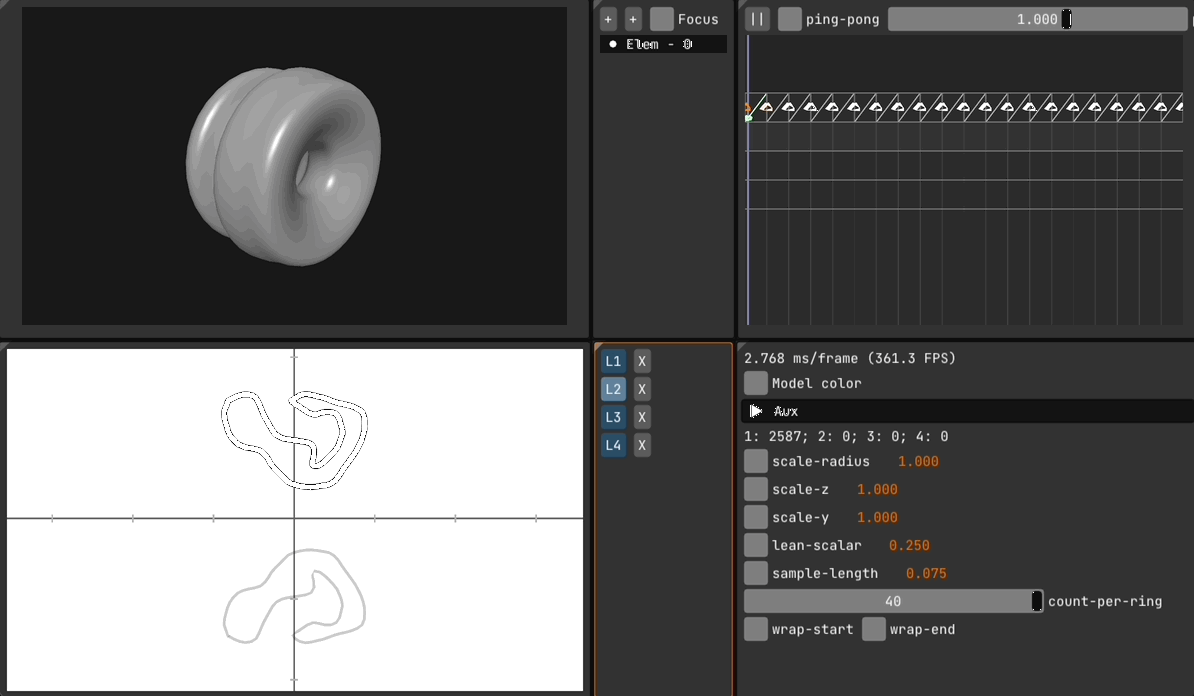 + + Focus
● Elem - 0
|| ping-pong 1.000
L1 X
L2 X
L3 X
L4 X
2.768 ms/frame (361.3 FPS)
Model color
Aux
1: 2587; 2: 0; 3: 0; 4: 0
scale-radius 1.000
scale-z 1.000
scale-y 1.000
lean-scalar 0.250
sample-length 0.075
40 count-per-ring
wrap-start wrap-end